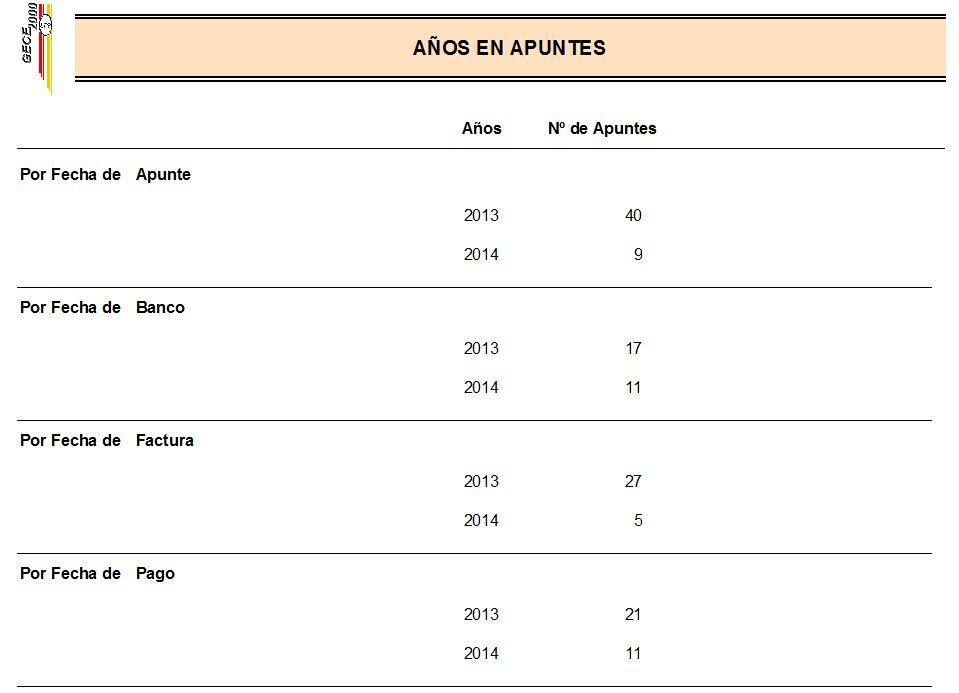 GECE
2000
AÑOS EN APUNTES
Años Nº de Apuntes
Por Fecha de Apunte
2013 40
2014 9
Por Fecha de Banco
2013 17
2014 11
Por Fecha de Factura
2013 27
2014 5
Por Fecha de Pago
2013 21
2014 11